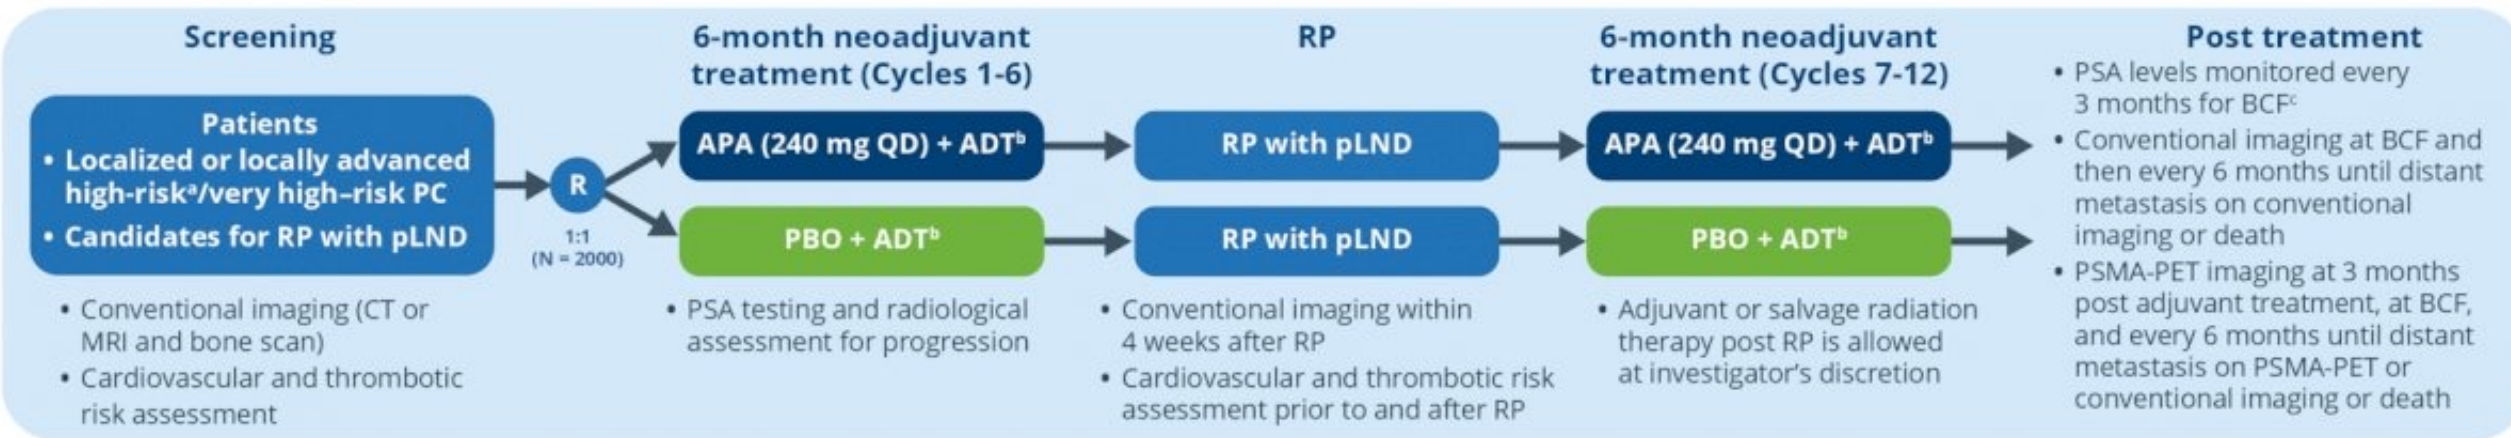 Screening
Patients
• Localized or locally advanced
high-riskᵃ/very high–risk PC
• Candidates for RP with pLND
• Conventional imaging (CT or
MRI and bone scan)
• Cardiovascular and thrombotic
risk assessment
R
1:1
(N = 2000)
6-month neoadjuvant
treatment (Cycles 1-6)
APA (240 mg QD) + ADTᵇ
PBO + ADTᵇ
• PSA testing and radiological
assessment for progression
RP
RP with pLND
RP with pLND
• Conventional imaging within
4 weeks after RP
• Cardiovascular and thrombotic risk
assessment prior to and after RP
6-month neoadjuvant
treatment (Cycles 7-12)
APA (240 mg QD) + ADTᵇ
PBO + ADTᵇ
• Adjuvant or salvage radiation
therapy post RP is allowed
at investigator's discretion
Post treatment
• PSA levels monitored every
3 months for BCFᶜ
• Conventional imaging at BCF and
then every 6 months until distant
metastasis on conventional
imaging or death
• PSMA-PET imaging at 3 months
post adjuvant treatment, at BCF,
and every 6 months until distant
metastasis on PSMA-PET or
conventional imaging or death